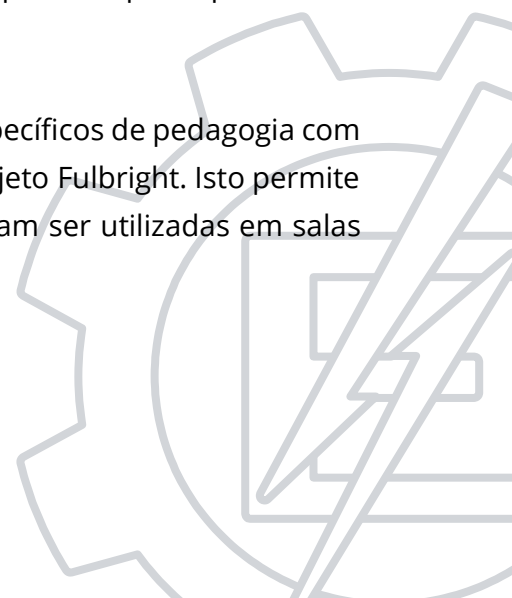 pecíficos de pedagogia com
jeto Fulbright. Isto permite
am ser utilizadas em salas